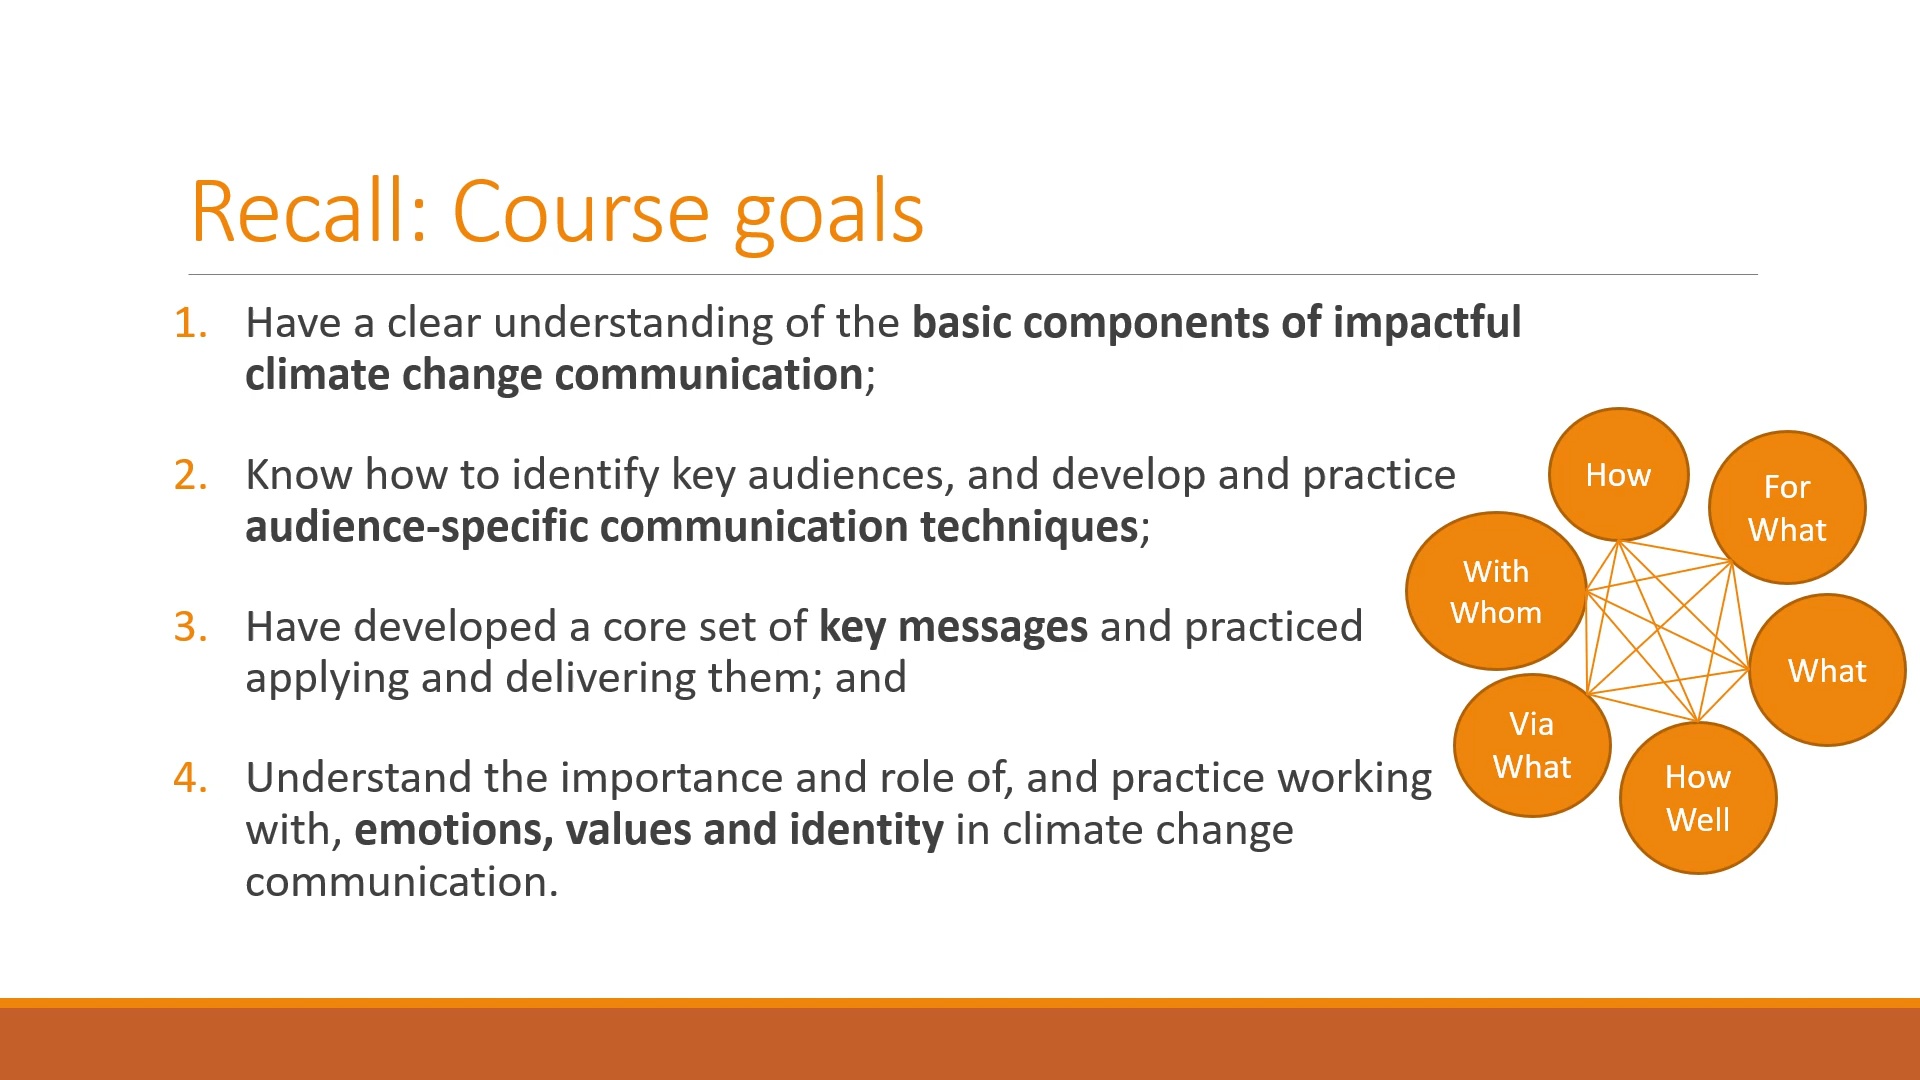 Recall: Course goals
1. Have a clear understanding of the basic components of impactful
climate change communication;
2. Know how to identify key audiences, and develop and practice
audience-specific communication techniques;
3. Have developed a core set of key messages and practiced
applying and delivering them; and
4. Understand the importance and role of, and practice working
with, emotions, values and identity in climate change
communication.
How
For
What
With
Whom
What
Via
What
How
Well